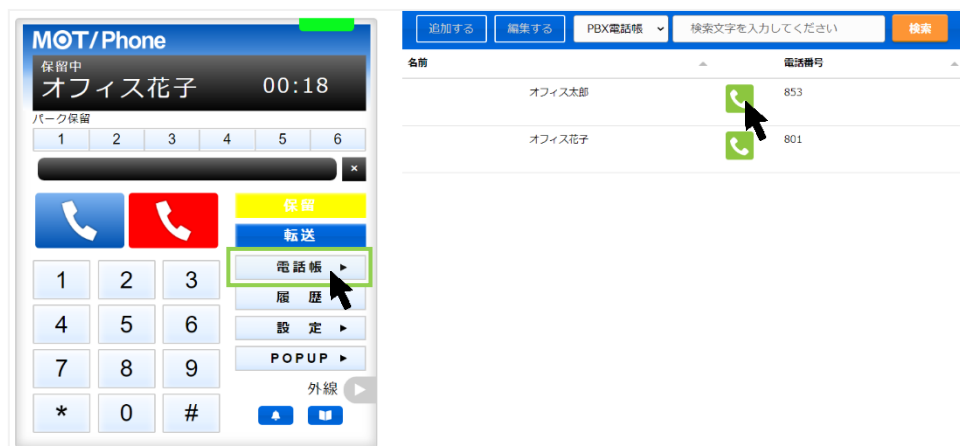 MOT/Phone
保留中
オフィス花子 00:18
パーク保留
1 2 3 4 5 6
×
保留
転送
電話帳 ▶
履 歴
設 定 ▶
POPUP ▶
外線
1 2 3
4 5 6
7 8 9
* 0 #
追加する 編集する PBX電話帳 検索文字を入力してください 検索
名前 電話番号
オフィス太郎 853
オフィス花子 801